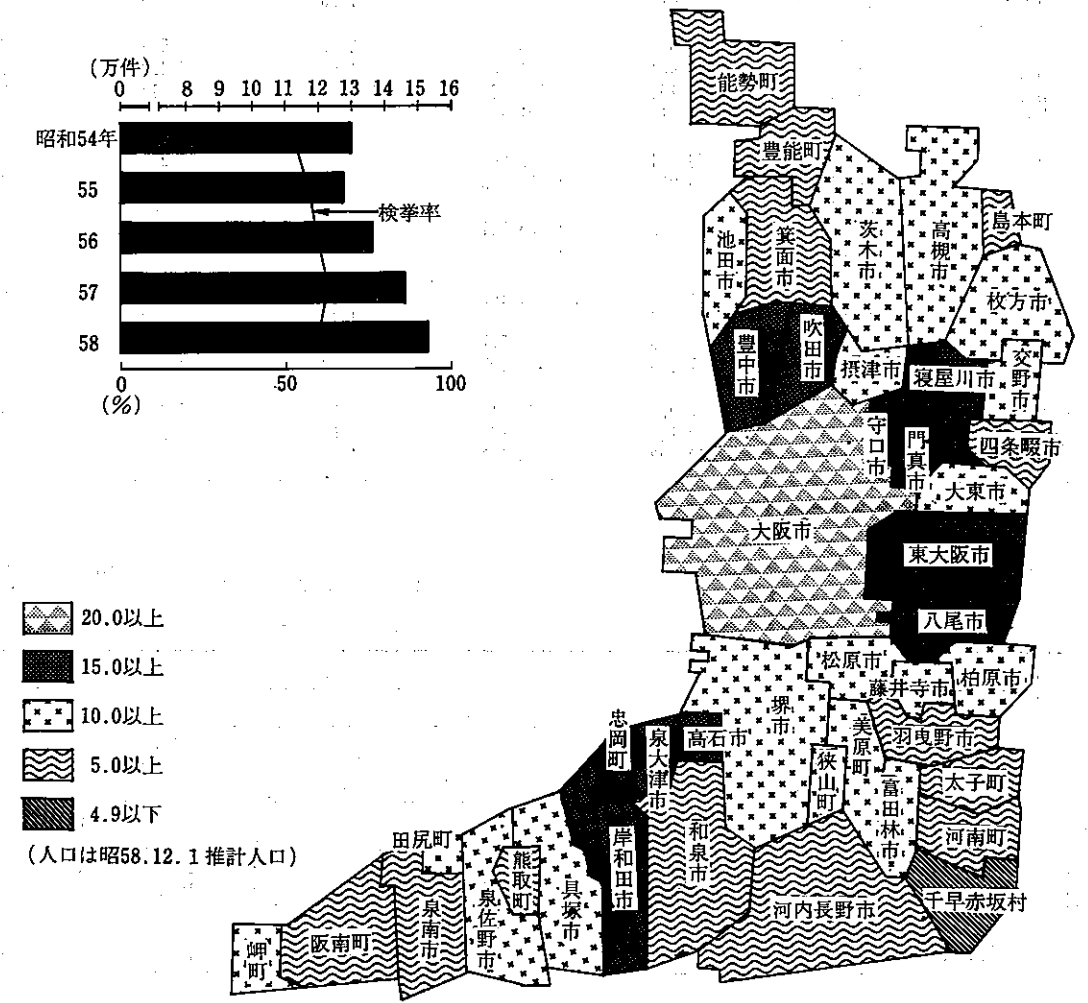 (万件)
0 8 9 10 11 12 13 14 15 16
昭和54年
55
検挙率
56
57
58
0 50 100
(%)
20.0以上
15.0以上
10.0以上
5.0以上
4.9以下
(人口は昭58.12.1推計人口)
能勢町
豊能町
池田市
箕面市
茨木市
高槻市
島本町
枚方市
豊中市
吹田市
摂津市
寝屋川市
交野市
守口市
門真市
四条畷市
大東市
大阪市
東大阪市
八尾市
松原市
藤井寺市
柏原市
堺市
美原町
羽曳野市
忠岡町
泉大津市
高石市
狭山町
富田林市
太子町
河南町
千早赤坂村
田尻町
熊取町
岸和田市
和泉市
河内長野市
貝塚市
泉佐野市
泉南市
阪南町
岬町